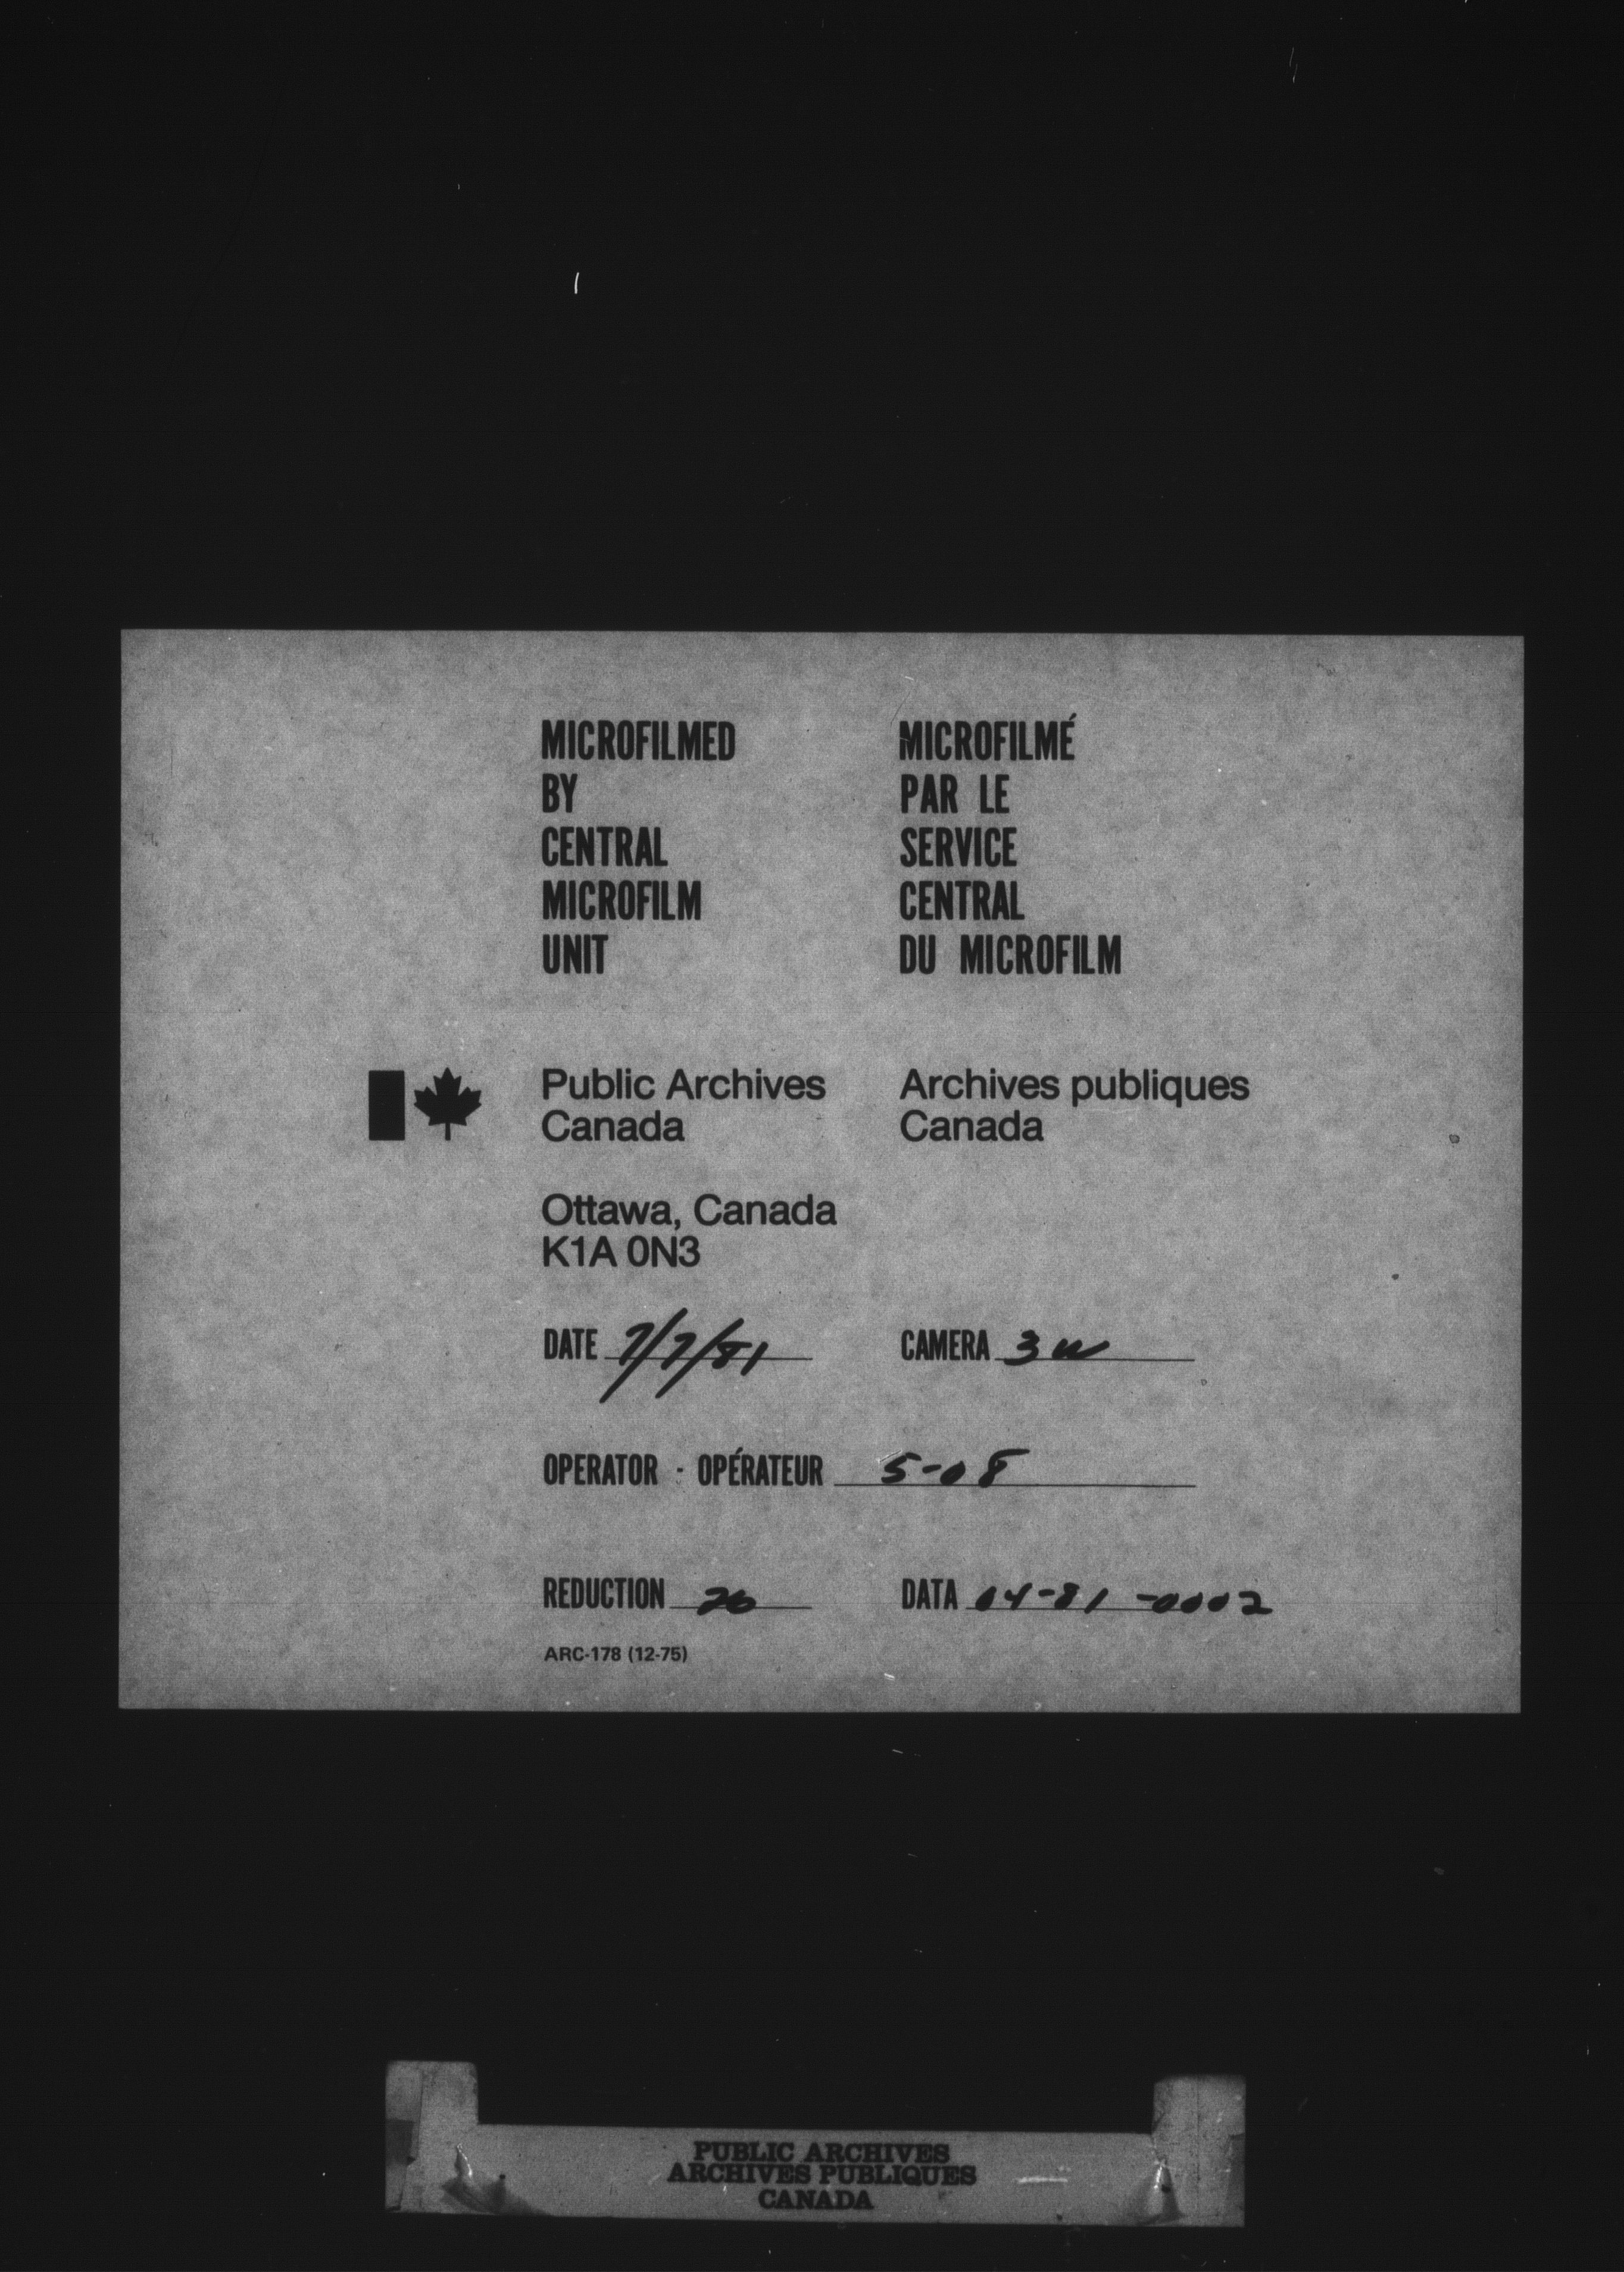 MICROFILMED
BY
CENTRAL
MICROFILM
UNIT
MICROFILMÉ
PAR LE
SERVICE
CENTRAL
DU MICROFILM
Public Archives
Canada
Archives publiques
Canada
Ottawa, Canada
K1A 0N3
DATE 7/7/81
CAMERA 3 W
OPERATOR - OPÉRATEUR 5-08
REDUCTION 20
DATA 04-81-0002
ARC-178 (12-75)
PUBLIC ARCHIVES
ARCHIVES PUBLIQUES
CANADA